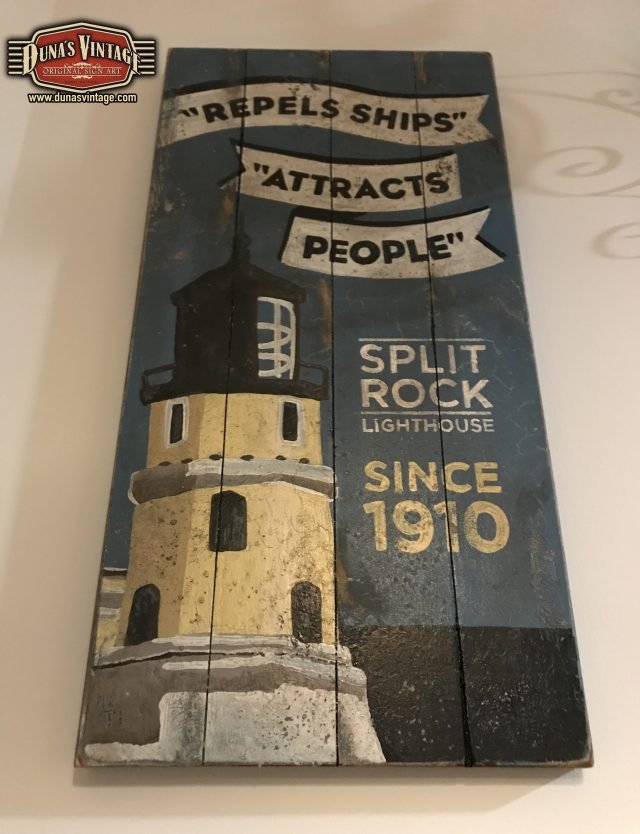 DUNA'S VINTAGE
ORIGINAL SIGN ART
www.dunasvintage.com
"REPELS SHIPS"
"ATTRACTS
PEOPLE"
SPLIT
ROCK
LIGHTHOUSE
SINCE
1910